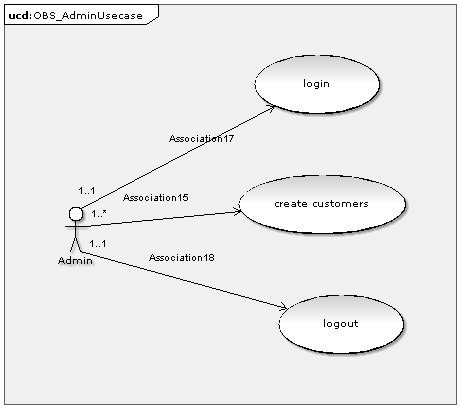 ucd: OBS_AdminUsecase
login
Association17
1..1
Association15
create customers
1..*
1..1
Association18
Admin
logout